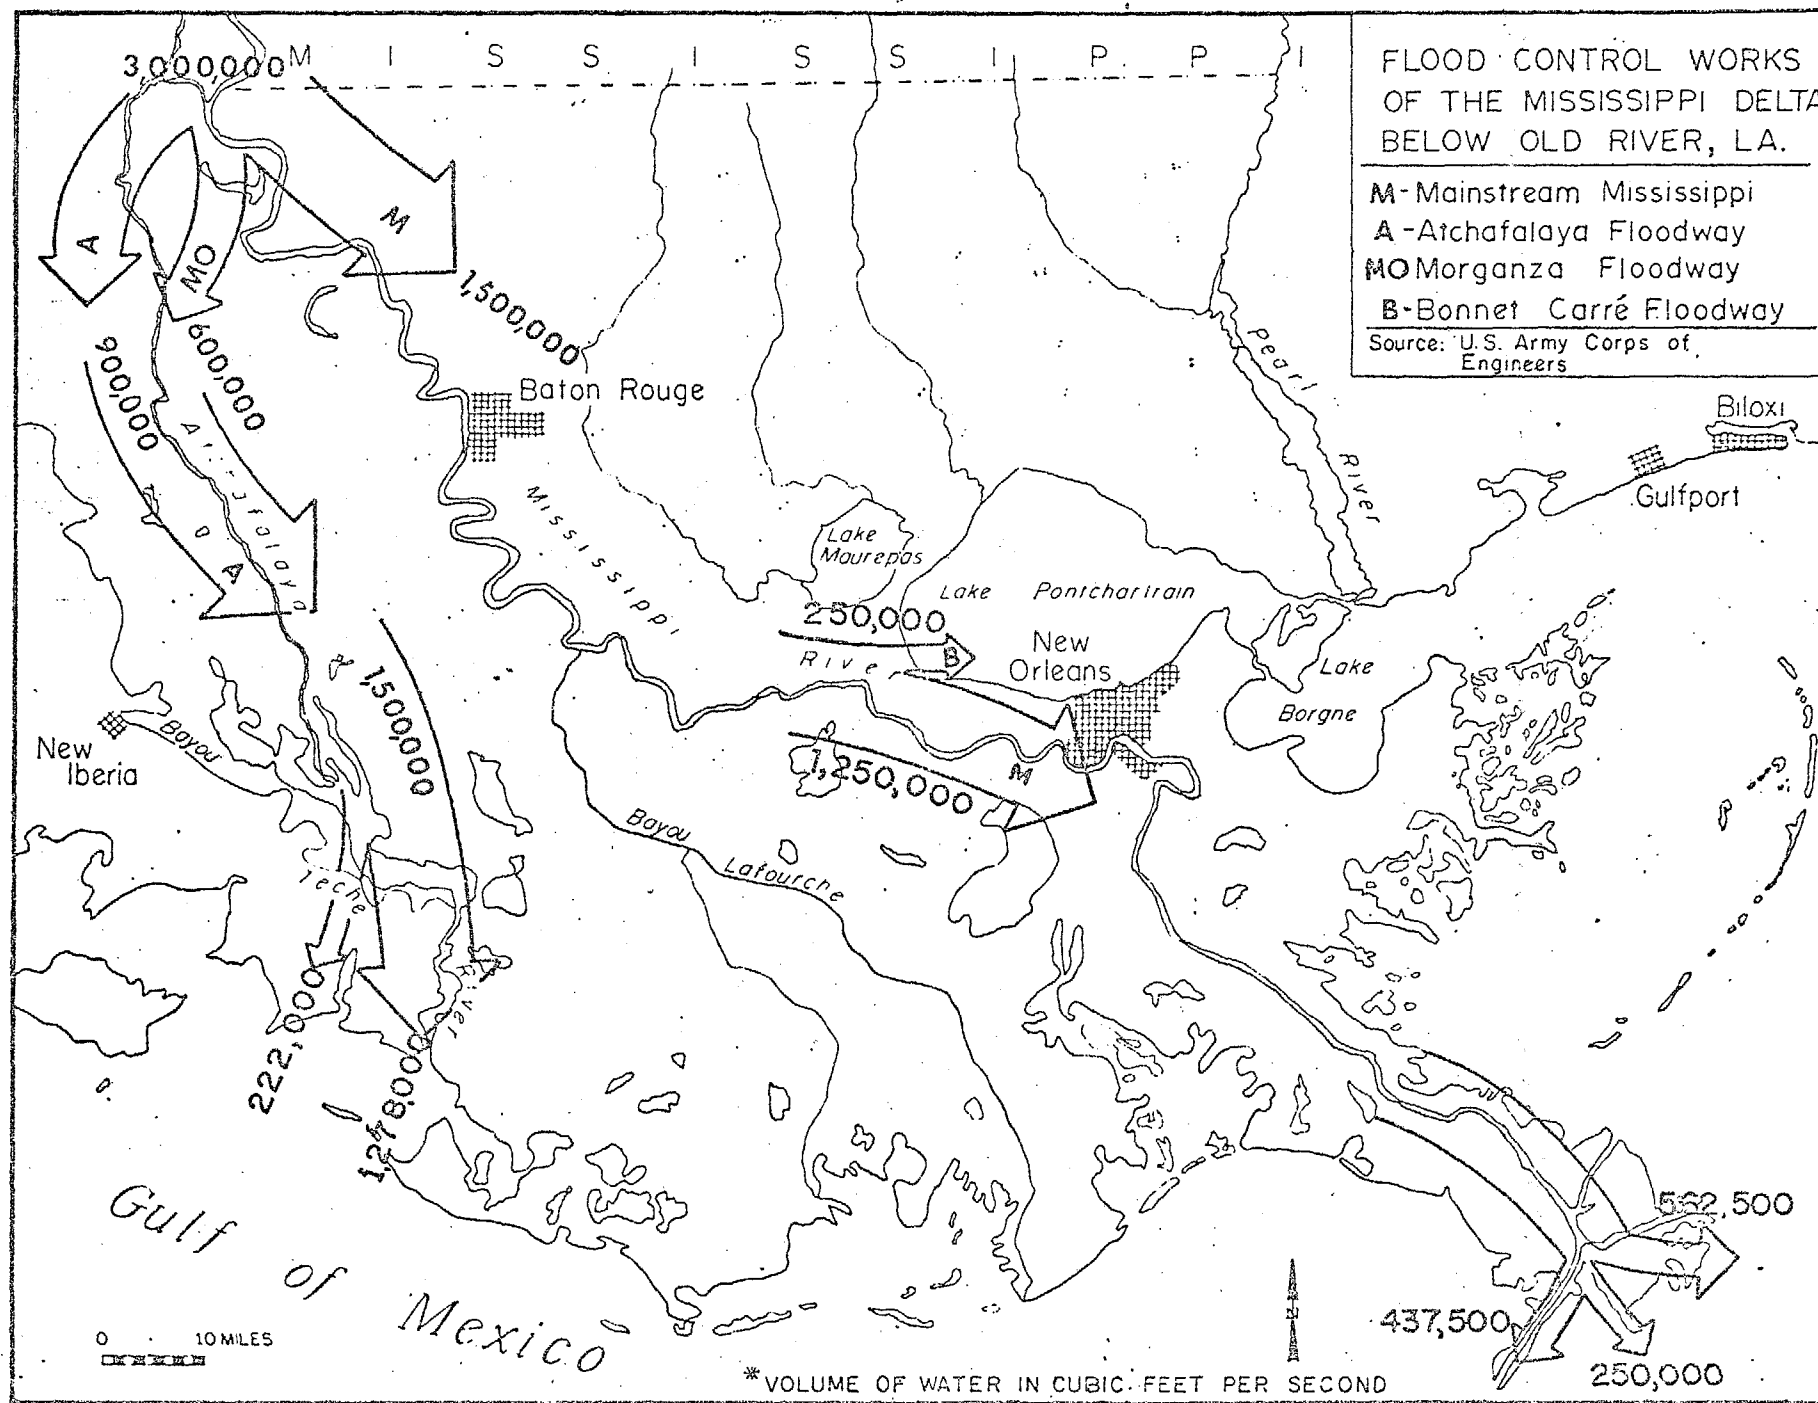 3,000,000
M I S S I S S I P P I
FLOOD CONTROL WORKS
OF THE MISSISSIPPI DELTA
BELOW OLD RIVER, LA.
M-Mainstream Mississippi
A-Atchafalaya Floodway
MO Morganza Floodway
B-Bonnet Carré Floodway
Source: U.S. Army Corps of
Engineers
A
MO
M
1,500,000
600,000
900,000
A
Baton Rouge
Mississippi
River
Pearl
River
Biloxi
Gulfport
Lake
Maurepas
Lake Pontchartrain
250,000
B
New
Orleans
Lake
Borgne
1,500,000
New
Iberia
Bayou
Teche
1,250,000
M
Bayou
Lafourche
River
222,000
1,278,000
Gulf
of
Mexico
562,500
437,500
250,000
N
0 10 MILES
*VOLUME OF WATER IN CUBIC FEET PER SECOND